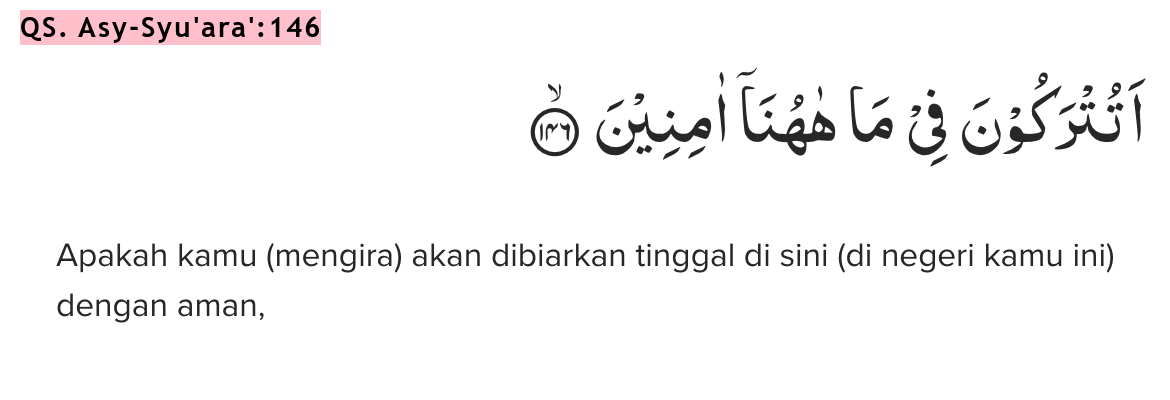 QS. Asy-Syu'ara':146
اَتُتْرَكُوْنَ فِيْ مَا هٰهُنَآ اٰمِنِيْنَ ۙ ١٤٦
Apakah kamu (mengira) akan dibiarkan tinggal di sini (di negeri kamu ini)
dengan aman,